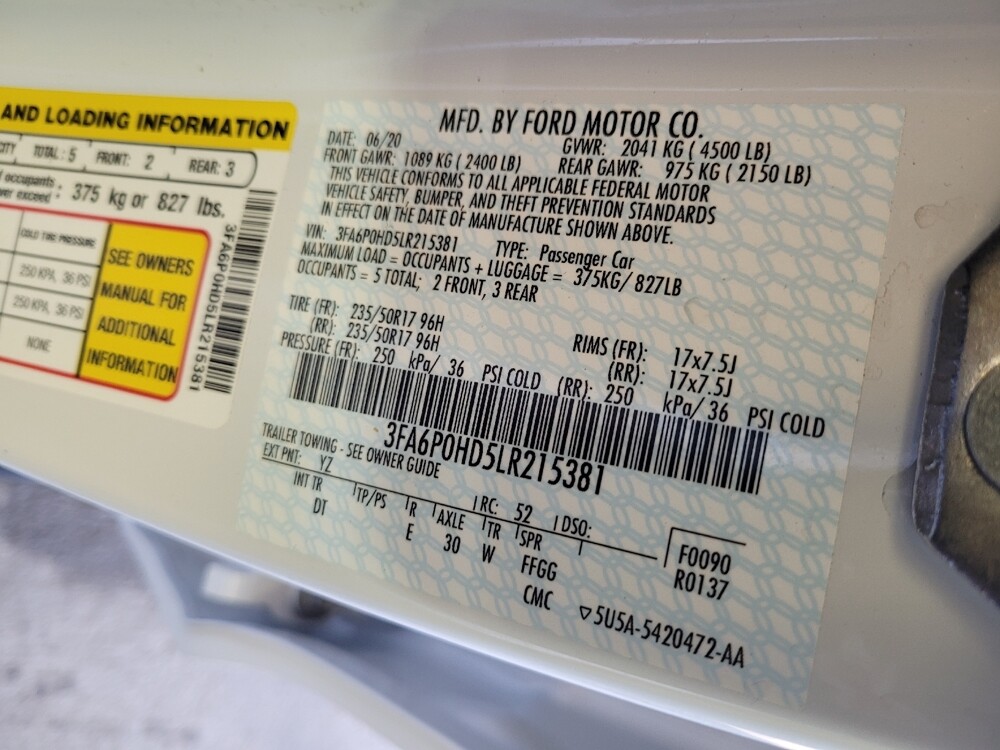 AND LOADING INFORMATION
TOTAL: 5 FRONT: 2 REAR: 3
occupants
exceed : 375 kg or 827 lbs.
COLD TIRE PRESSURE
250 KPA, 36 PSI
250 KPA, 36 PSI
NONE
SEE OWNERS
MANUAL FOR
ADDITIONAL
INFORMATION
3FA6P0HD5LR215381
MFD. BY FORD MOTOR CO.
DATE: 06/20 GVWR: 2041 KG ( 4500 LB)
FRONT GAWR: 1089 KG ( 2400 LB) REAR GAWR: 975 KG ( 2150 LB)
THIS VEHICLE CONFORMS TO ALL APPLICABLE FEDERAL MOTOR
VEHICLE SAFETY, BUMPER, AND THEFT PREVENTION STANDARDS
IN EFFECT ON THE DATE OF MANUFACTURE SHOWN ABOVE.
VIN: 3FA6P0HD5LR215381 TYPE: Passenger Car
MAXIMUM LOAD = OCCUPANTS + LUGGAGE = 375KG/ 827LB
OCCUPANTS = 5 TOTAL; 2 FRONT, 3 REAR
TIRE (FR): 235/50R17 96H RIMS (FR): 17x7.5J
(RR): 235/50R17 96H (RR): 17x7.5J
PRESSURE (FR): 250 kPa/ 36 PSI COLD (RR): 250 kPa/ 36 PSI COLD
3FA6P0HD5LR215381
TRAILER TOWING - SEE OWNER GUIDE
EXT PNT: YZ RC: 52 DSO:
INT TR TP/PS R AXLE TR SPR
DT E 30 W FFGG
CMC
F0090
R0137
▽5U5A-5420472-AA